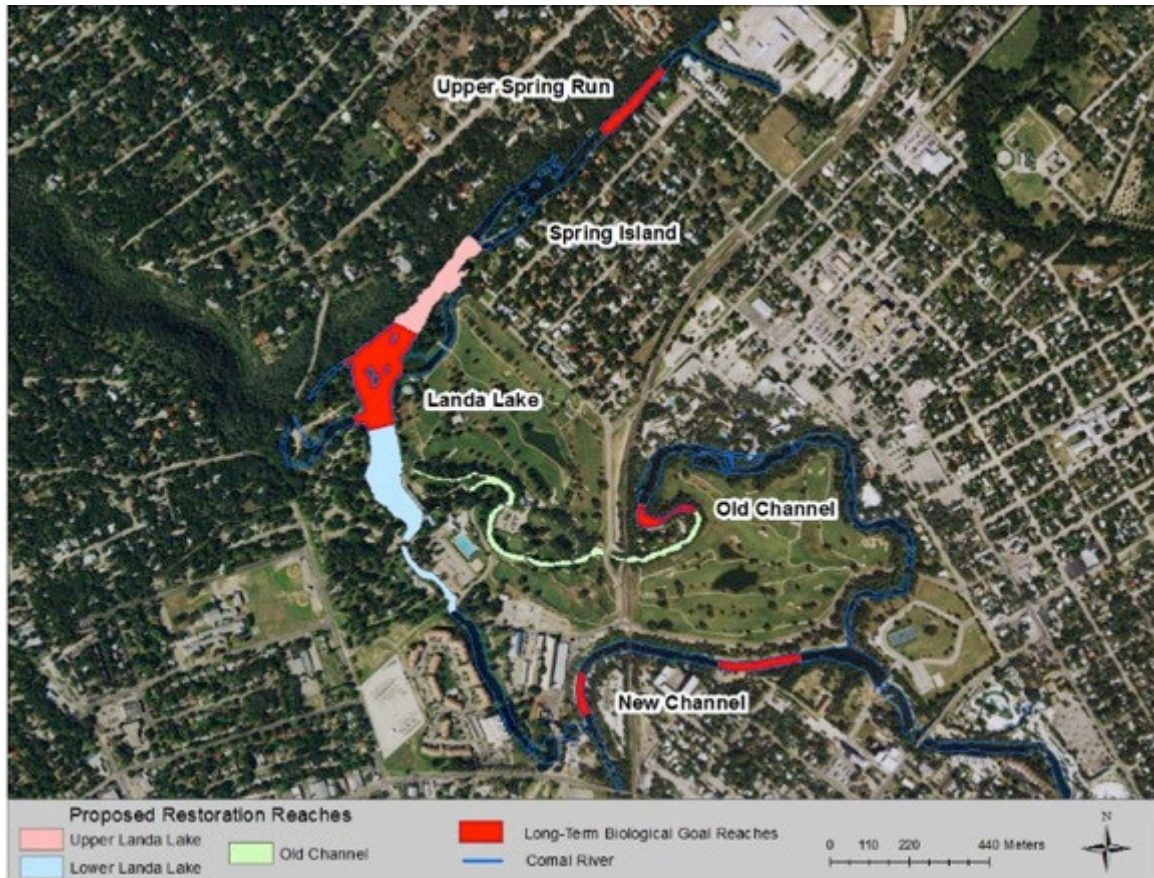 Upper Spring Run
Spring Island
Landa Lake
Old Channel
New Channel
Proposed Restoration Reaches
Upper Landa Lake
Lower Landa Lake
Old Channel
Long-Term Biological Goal Reaches
Comal River
0 110 220 440 Meters
N